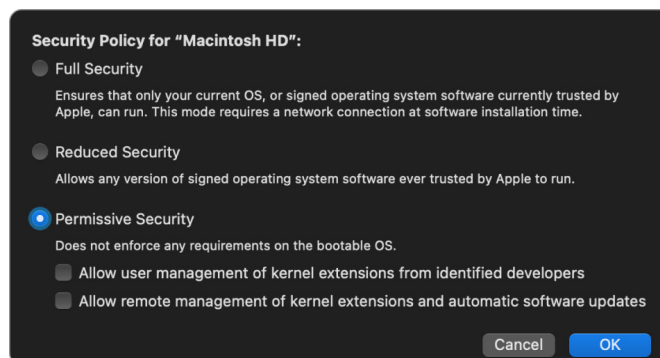 Security Policy for “Macintosh HD”:
Full Security
Ensures that only your current OS, or signed operating system software currently trusted by
Apple, can run. This mode requires a network connection at software installation time.
Reduced Security
Allows any version of signed operating system software ever trusted by Apple to run.
Permissive Security
Does not enforce any requirements on the bootable OS.
Allow user management of kernel extensions from identified developers
Allow remote management of kernel extensions and automatic software updates
Cancel OK